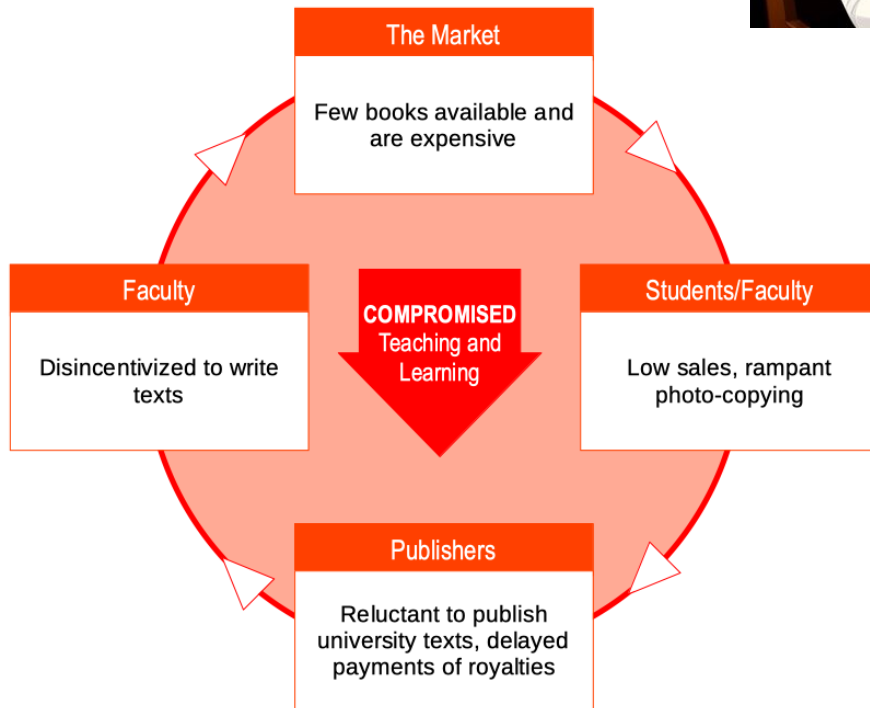 The Market
Few books available and
are expensive
Students/Faculty
Low sales, rampant
photo-copying
Publishers
Reluctant to publish
university texts, delayed
payments of royalties
Faculty
Disincentivized to write
texts
COMPROMISED
Teaching and
Learning